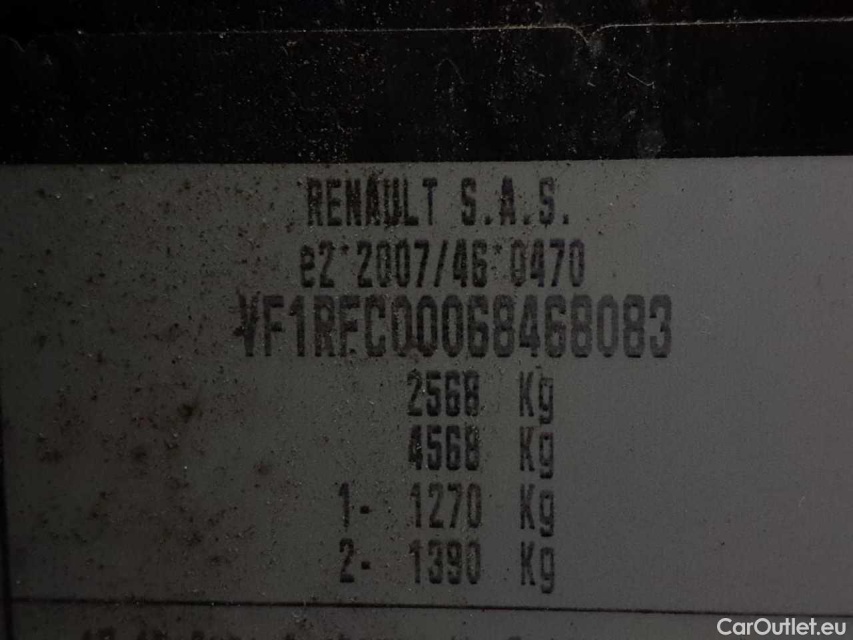 RENAULT S.A.S.
e2*2007/46*0470
VF1RFC00068468083
2568 Kg
4568 Kg
1- 1270 Kg
2- 1390 Kg
CarOutlet.eu